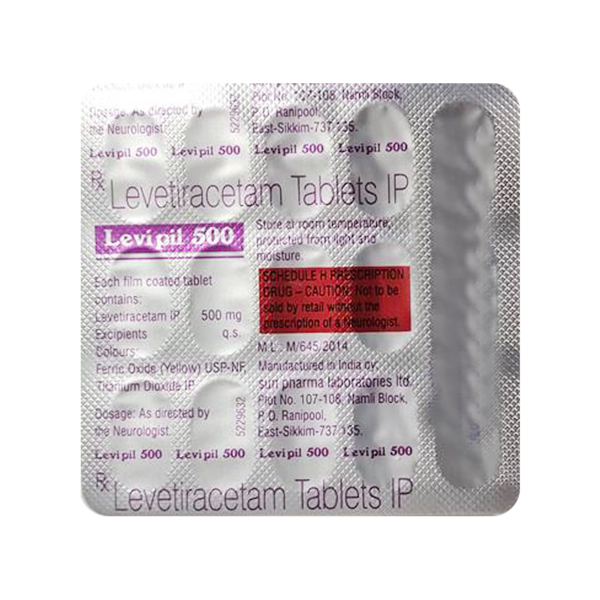 Plot No. 107-108, Namli Block,
Dosage: As directed by
the Neurologist.
5229632
P. O. Ranipool,
East-Sikkim-737 135.
Levipil 500 Levipil 500 Levipil 500 Levipil 500
Rx Levetiracetam Tablets IP
Levipil 500
Store at room temperature,
protected from light and
moisture.
Each film coated tablet
contains:
Levetiracetam IP 500 mg
Excipients q.s.
Colours:
Ferric Oxide (Yellow) USP-NF,
Titanium Dioxide IP
SCHEDULE H PRESCRIPTION
DRUG – CAUTION: Not to be
sold by retail without the
prescription of a Neurologist.
M.L.: M/645/2014
Manufactured in India by:
sun pharma laboratories ltd.
Plot No. 107-108, Namli Block,
P. O. Ranipool,
East-Sikkim-737 135.
Dosage: As directed by
the Neurologist.
5229632
Levipil 500 Levipil 500 Levipil 500 Levipil 500
Rx Levetiracetam Tablets IP